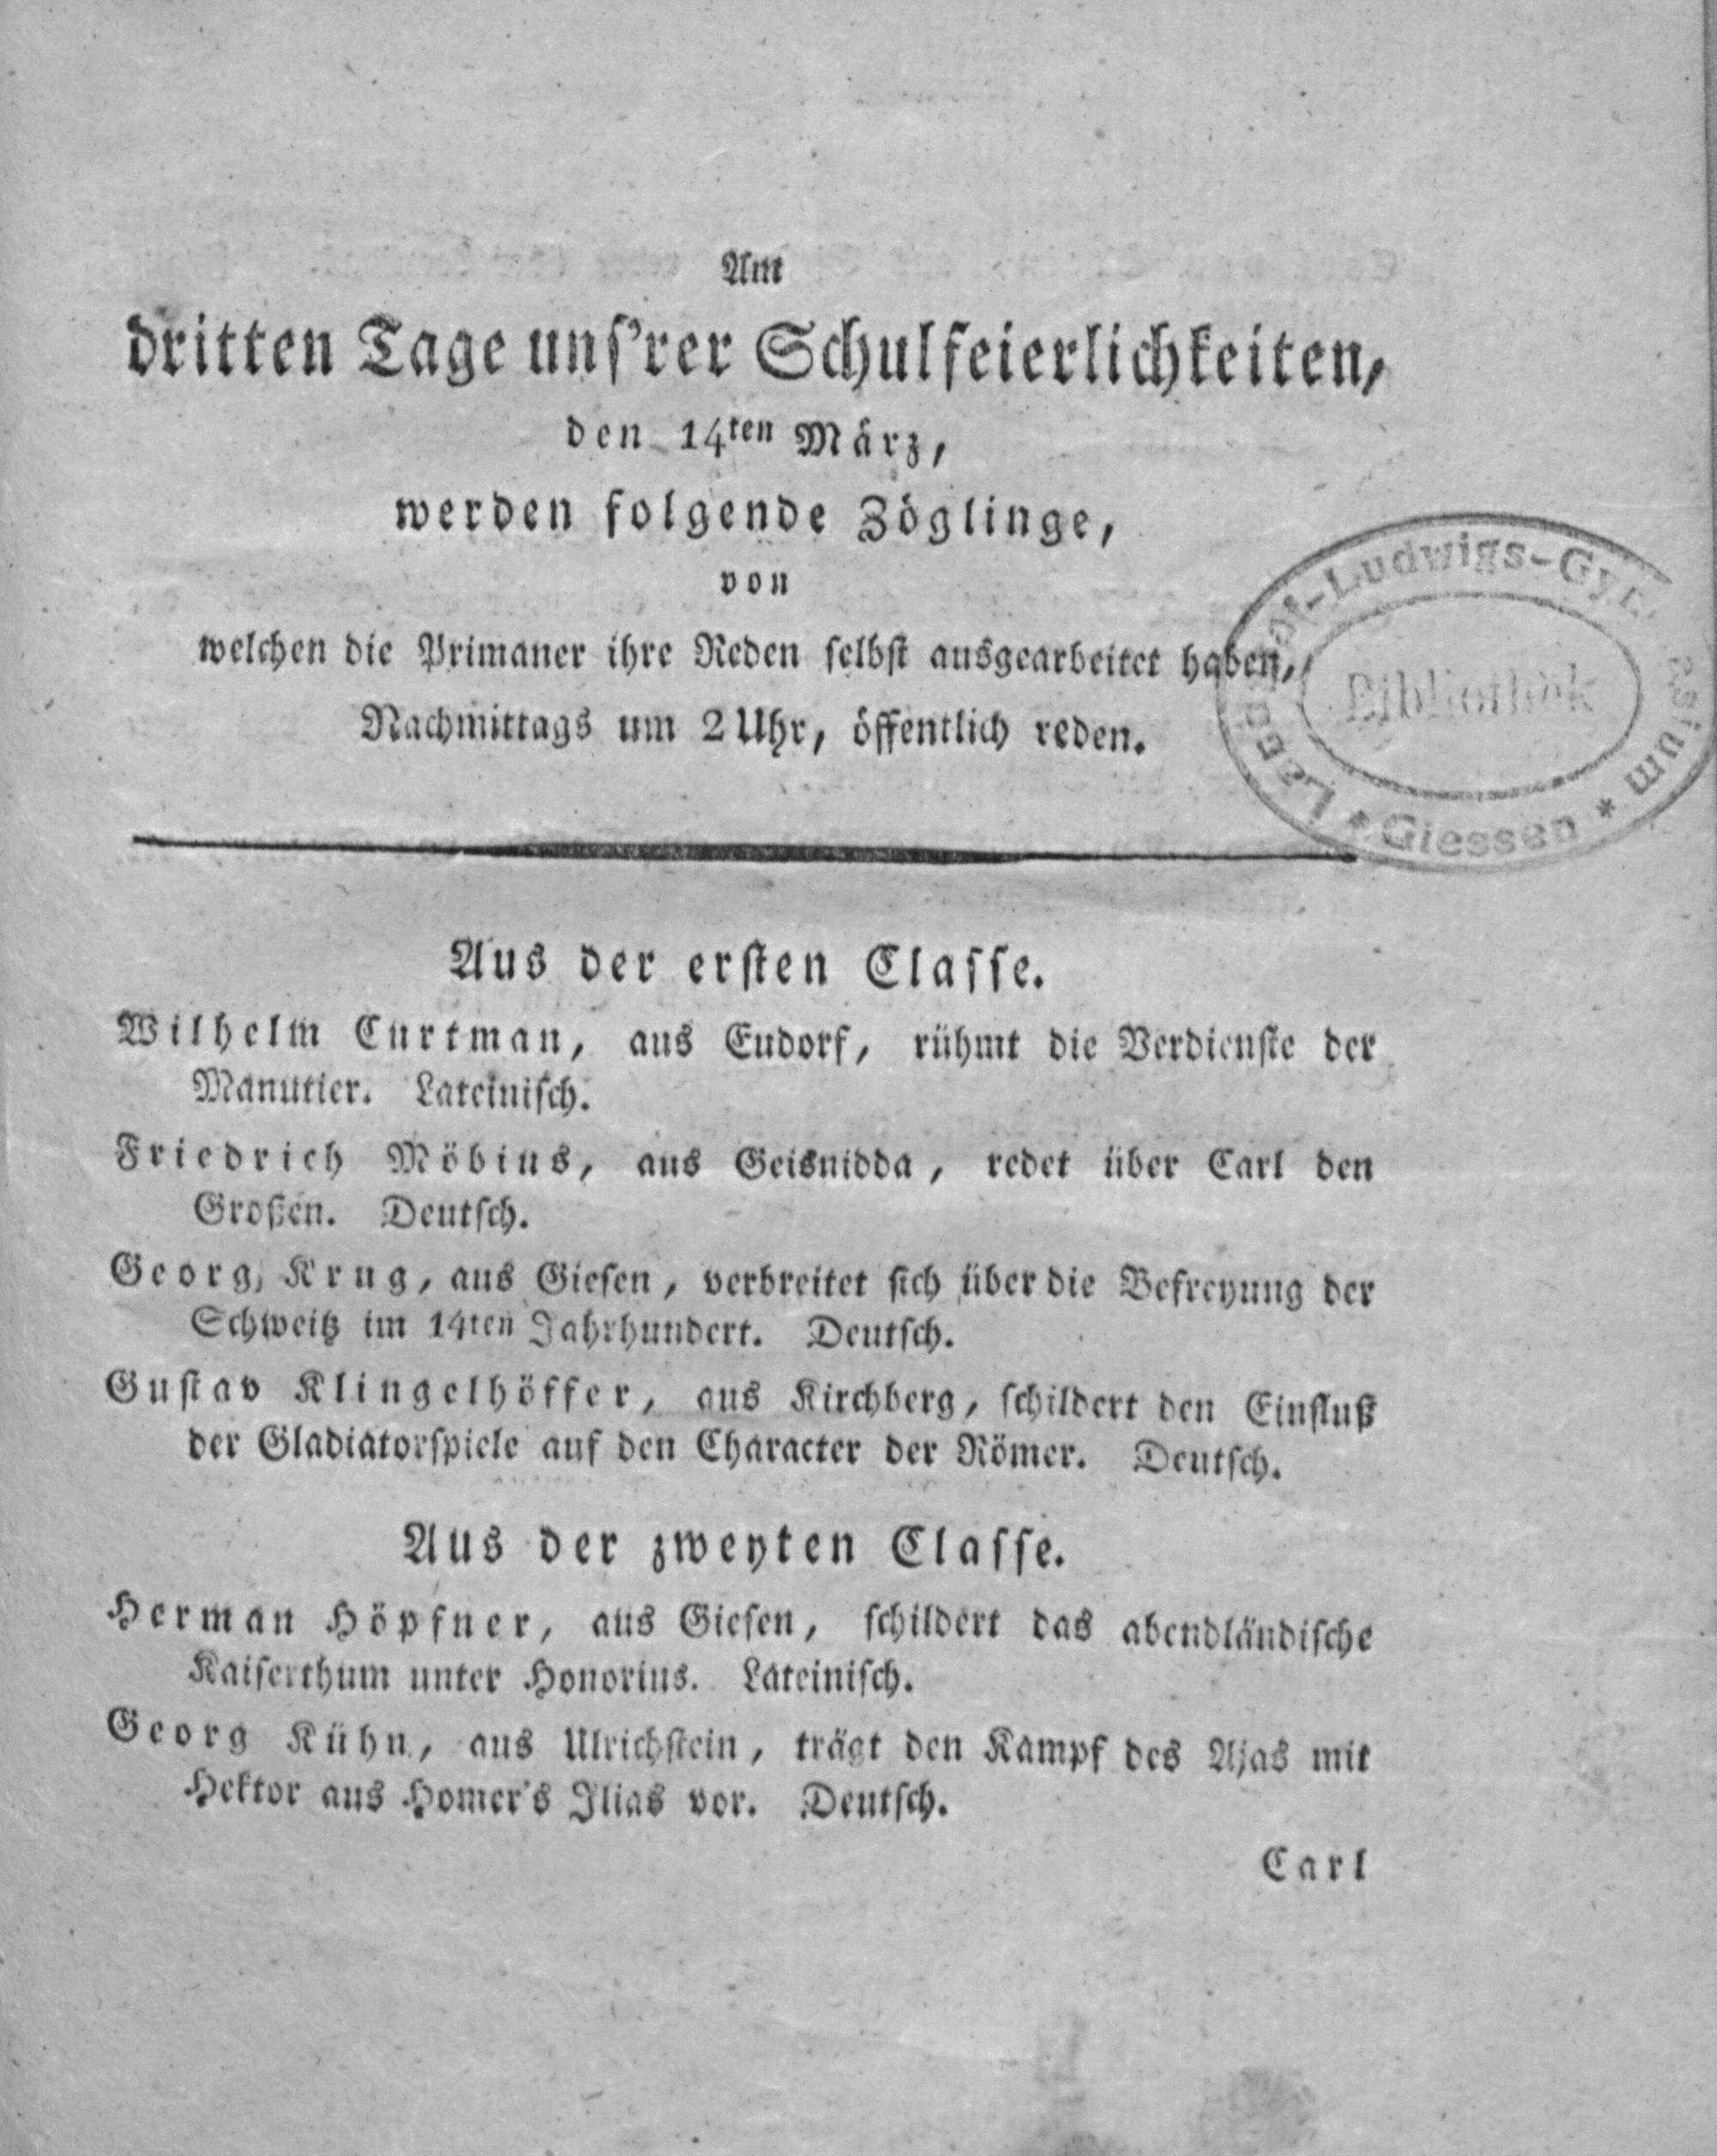 Am
dritten Tage uns'rer Schulfeierlichkeiten,
den 14ten März,
werden folgende Zöglinge,
von
welchen die Primaner ihre Reden selbst ausgearbeitet haben,
Nachmittags um 2 Uhr, öffentlich reden.
Landgraf-Ludwigs-Gymnasium
Bibliothek
* Giessen *
Aus der ersten Classe.
Wilhelm Curtman, aus Eudorf, rühmt die Verdienste der
Manutier. Lateinisch.
Friedrich Möbius, aus Geisnidda, redet über Carl den
Großen. Deutsch.
Georg Krug, aus Giesen, verbreitet sich über die Befreyung der
Schweitz im 14ten Jahrhundert. Deutsch.
Gustav Klingelhöffer, aus Kirchberg, schildert den Einfluß
der Gladiatorspiele auf den Character der Römer. Deutsch.
Aus der zweyten Classe.
Herman Höpfner, aus Giesen, schildert das abendländische
Kaiserthum unter Honorius. Lateinisch.
Georg Kühn, aus Ulrichstein, trägt den Kampf des Ajas mit
Hektor aus Homer's Ilias vor. Deutsch.
Carl